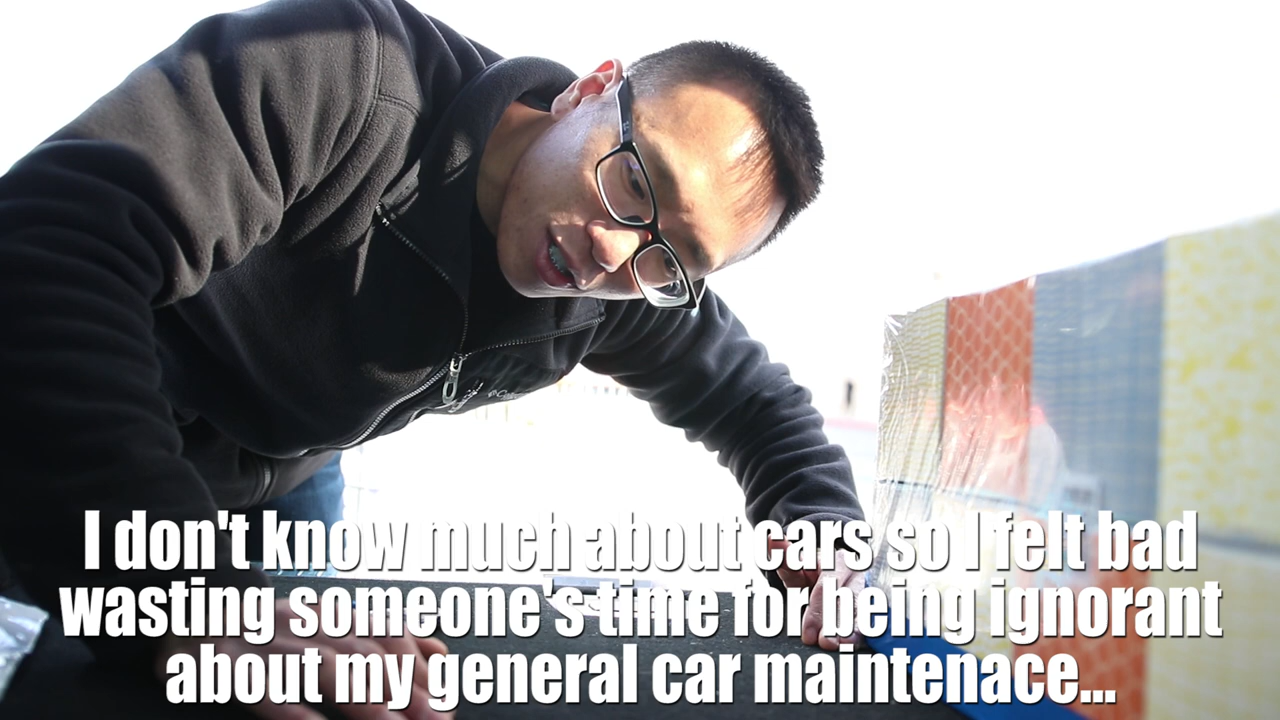 I don't know much about cars so I felt bad
wasting someone's time for being ignorant
about my general car maintenace...